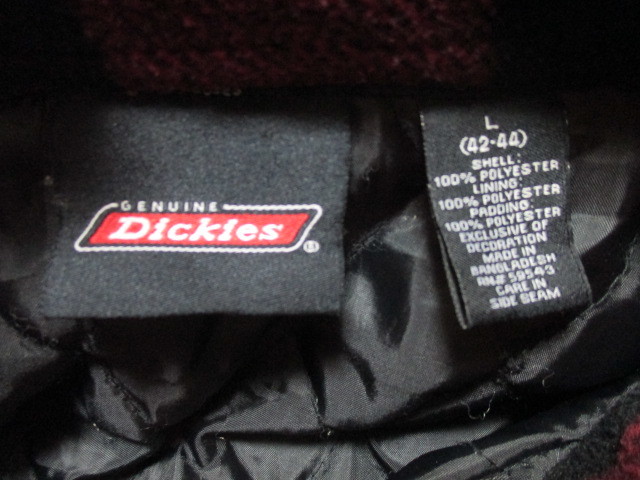 GENUINE
Dickies
®
L
(42-44)
SHELL:
100% POLYESTER
LINING:
100% POLYESTER
PADDING:
100% POLYESTER
EXCLUSIVE OF
DECORATION
MADE IN
BANGLADESH
RN# 59543
CARE IN
SIDE SEAM